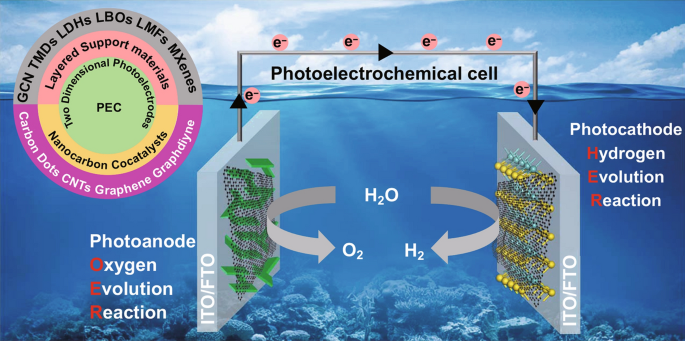 GCN TMDs LDHs LBOs LMFs MXenes
Layered Support materials
Two Dimensional Photoelectrodes
PEC
Nanocarbon Cocatalysts
Carbon Dots CNTs Graphene Graphdiyne
e⁻ e⁻ e⁻ e⁻
Photoelectrochemical cell
e⁻
e⁻
Photocathode
Hydrogen
Evolution
Reaction
H₂O
O₂
H₂
Photoanode
Oxygen
Evolution
Reaction
ITO/FTO
ITO/FTO